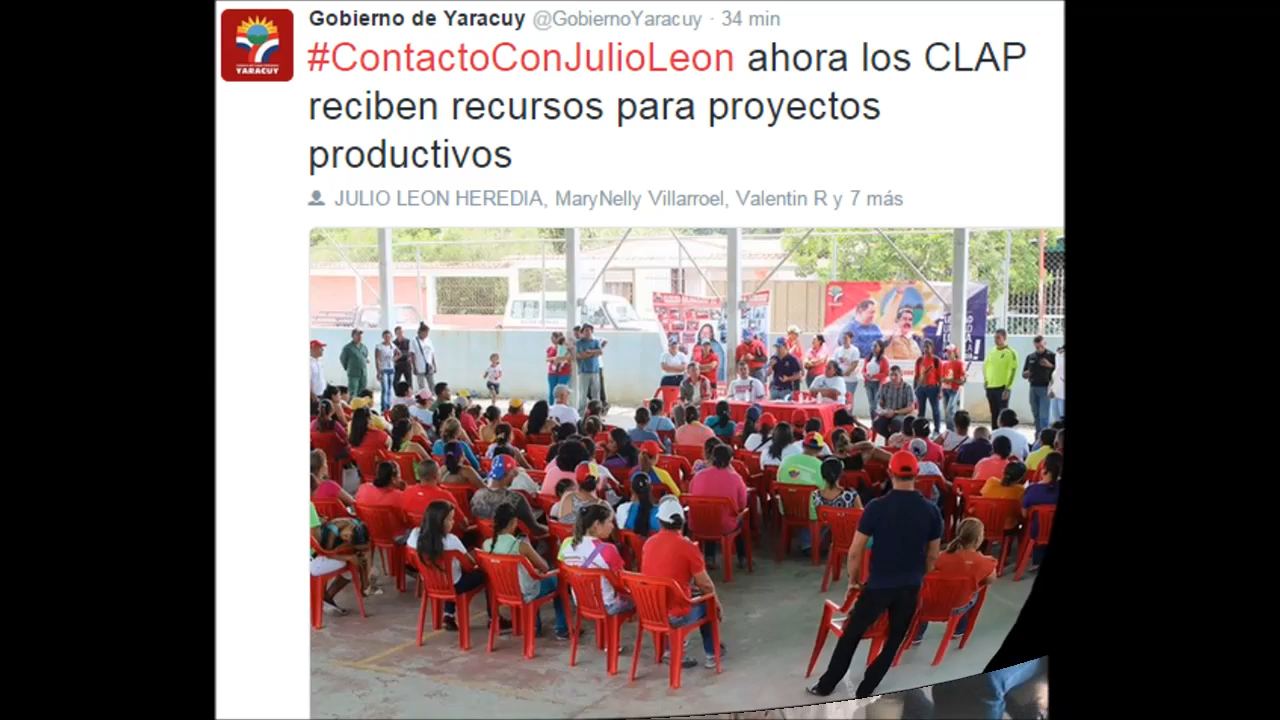 Gobierno de Yaracuy @GobiernoYaracuy · 34 min
#ContactoConJulioLeon ahora los CLAP
reciben recursos para proyectos
productivos
JULIO LEON HEREDIA, MaryNelly Villarroel, Valentin R y 7 más
YARACUY